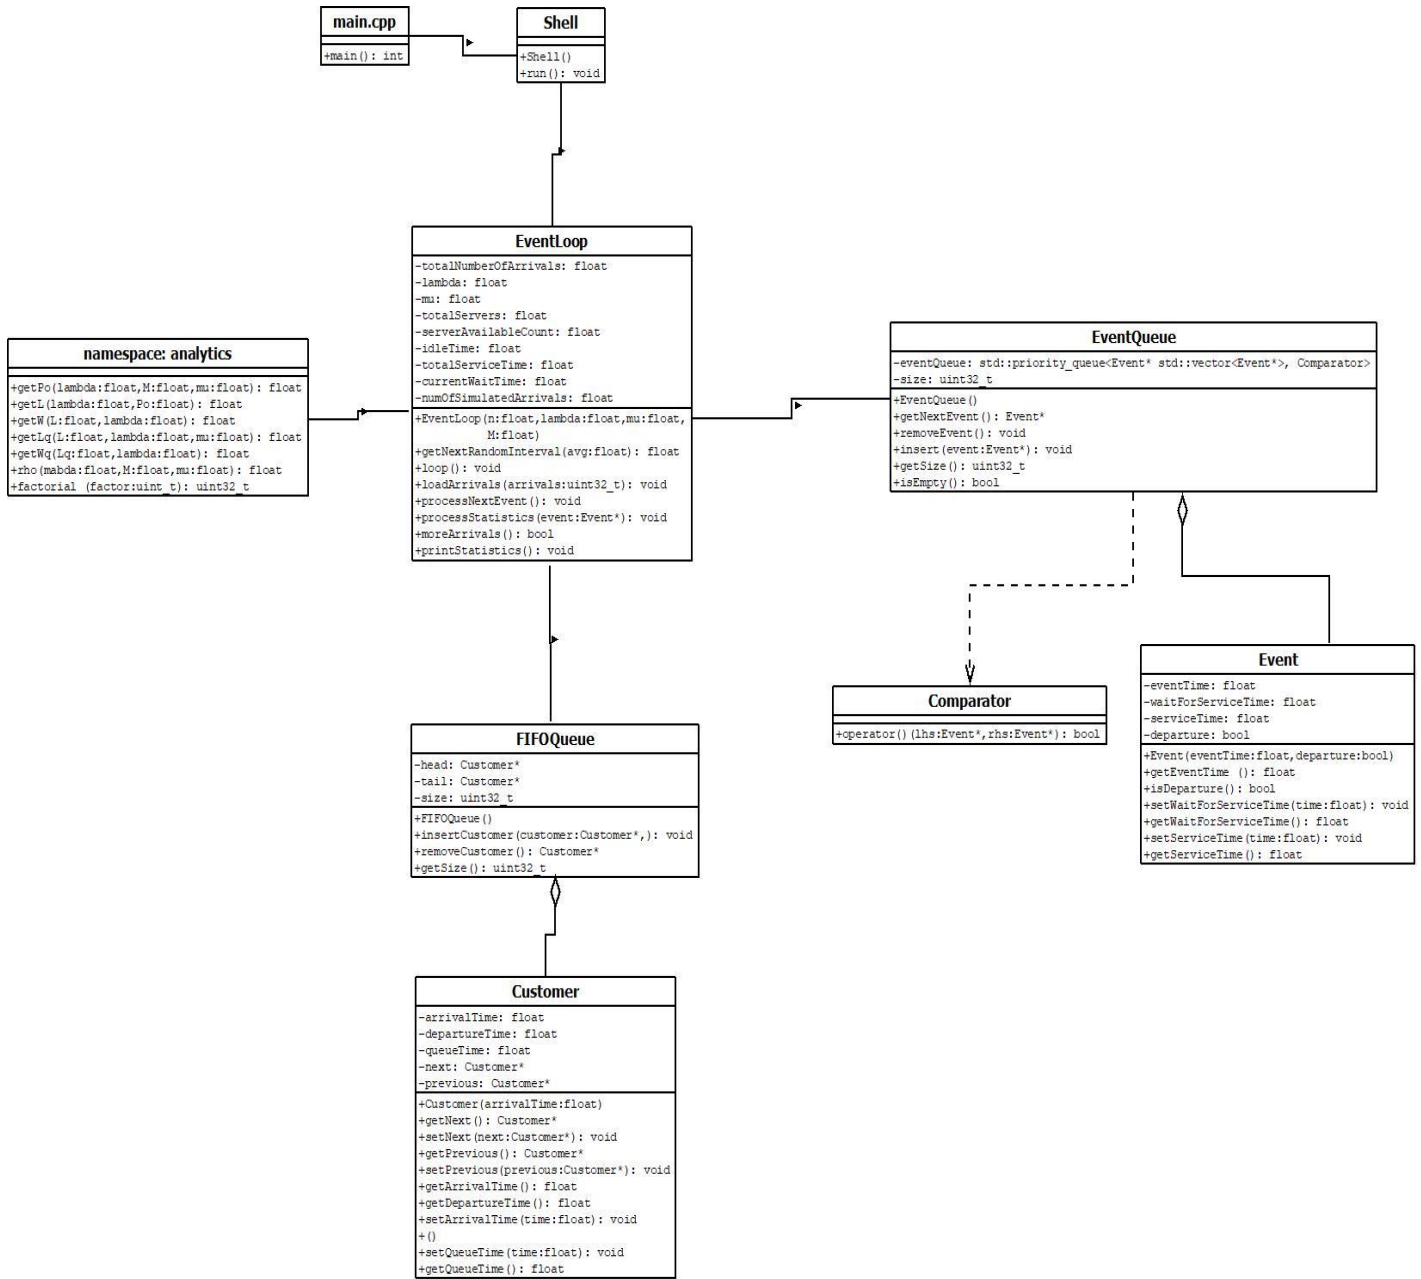 main.cpp
+main(): int
Shell
+Shell()
+run(): void
EventLoop
-totalNumberOfArrivals: float
-lambda: float
-mu: float
-totalServers: float
-serverAvailableCount: float
-idleTime: float
-totalServiceTime: float
-currentWaitTime: float
-numOfSimulatedArrivals: float
+EventLoop(n:float,lambda:float,mu:float,
M:float)
+getNextRandomInterval(avg:float): float
+loop(): void
+loadArrivals(arrivals:uint32_t): void
+processNextEvent(): void
+processStatistics(event:Event*): void
+moreArrivals(): bool
+printStatistics(): void
namespace: analytics
+getPo(lambda:float,M:float,mu:float): float
+getL(lambda:float,Po:float): float
+getW(L:float,lambda:float): float
+getLq(L:float,lambda:float,mu:float): float
+getWq(Lq:float,lambda:float): float
+rho(mabda:float,M:float,mu:float): float
+factorial (factor:uint_t): uint32_t
EventQueue
-eventQueue: std::priority_queue<Event* std::vector<Event*>, Comparator>
-size: uint32_t
+EventQueue()
+getNextEvent(): Event*
+removeEvent(): void
+insert(event:Event*): void
+getSize(): uint32_t
+isEmpty(): bool
Comparator
+operator()(lhs:Event*,rhs:Event*): bool
Event
-eventTime: float
-waitForServiceTime: float
-serviceTime: float
-departure: bool
+Event(eventTime:float,departure:bool)
+getEventTime (): float
+isDeparture(): bool
+setWaitForServiceTime(time:float): void
+getWaitForServiceTime(): float
+setServiceTime(time:float): void
+getServiceTime(): float
FIFOQueue
-head: Customer*
-tail: Customer*
-size: uint32_t
+FIFOQueue()
+insertCustomer(customer:Customer*,): void
+removeCustomer(): Customer*
+getSize(): uint32_t
Customer
-arrivalTime: float
-departureTime: float
-queueTime: float
-next: Customer*
-previous: Customer*
+Customer(arrivalTime:float)
+getNext(): Customer*
+setNext(next:Customer*): void
+getPrevious(): Customer*
+setPrevious(previous:Customer*): void
+getArrivalTime(): float
+getDepartureTime(): float
+setArrivalTime(time:float): void
+()
+setQueueTime(time:float): void
+getQueueTime(): float